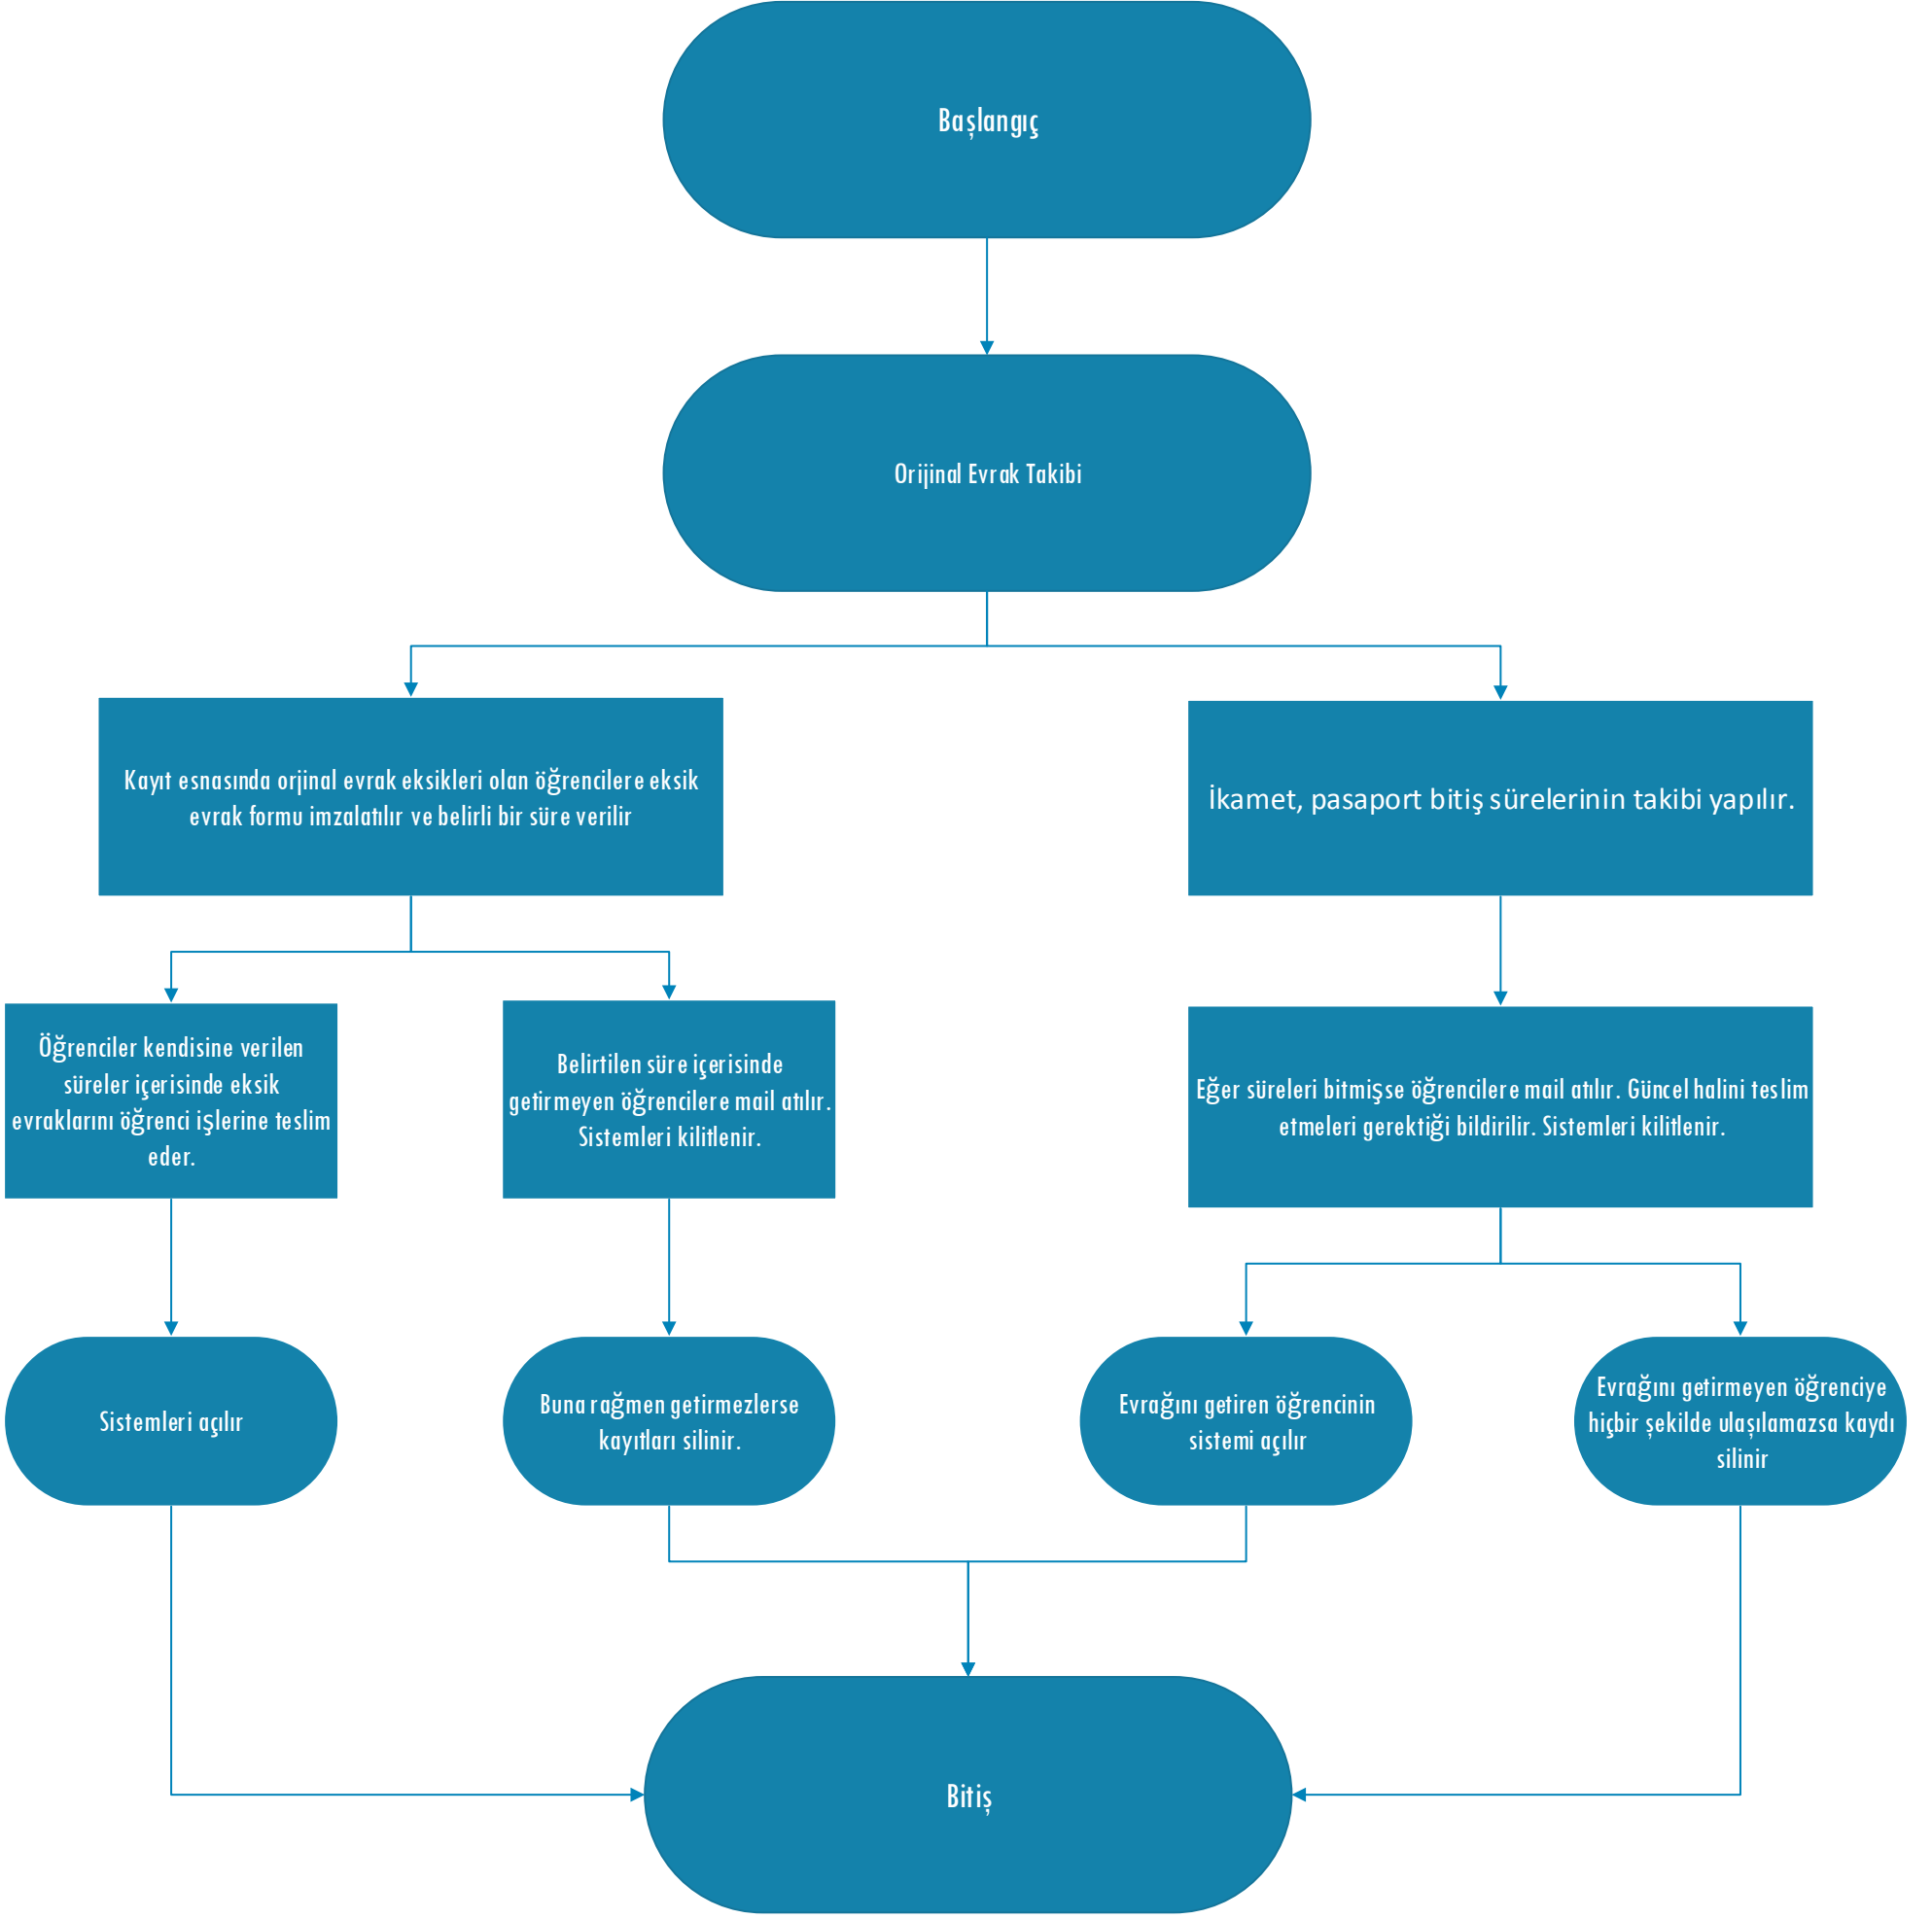 Başlangıç
Orijinal Evrak Takibi
Kayıt esnasında orjinal evrak eksikleri olan öğrencilere eksik
evrak formu imzalatılır ve belirli bir süre verilir
İkamet, pasaport bitiş sürelerinin takibi yapılır.
Öğrenciler kendisine verilen
süreler içerisinde eksik
evraklarını öğrenci işlerine teslim
eder.
Belirtilen süre içerisinde
getirmeyen öğrencilere mail atılır.
Sistemleri kilitlenir.
Eğer süreleri bitmişse öğrencilere mail atılır. Güncel halini teslim
etmeleri gerektiği bildirilir. Sistemleri kilitlenir.
Sistemleri açılır
Buna rağmen getirmezlerse
kayıtları silinir.
Evrağını getiren öğrencinin
sistemi açılır
Evrağını getirmeyen öğrenciye
hiçbir şekilde ulaşılamazsa kaydı
silinir
Bitiş